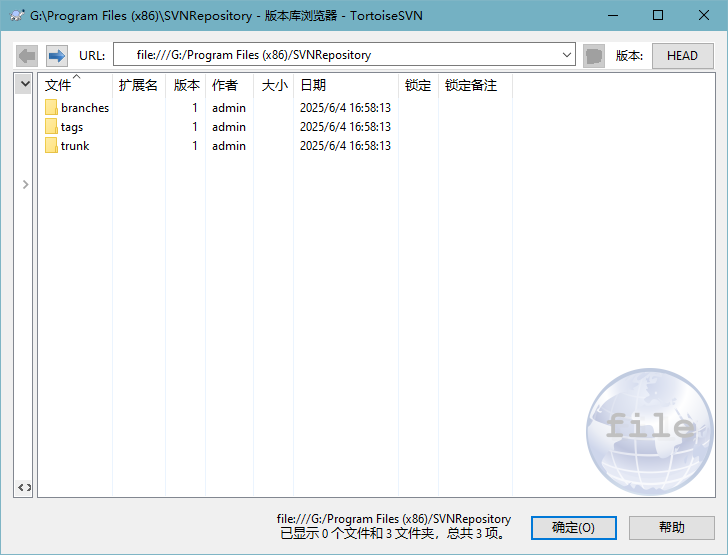 G:\Program Files (x86)\SVNRepository - 版本库浏览器 - TortoiseSVN
URL: file:///G:/Program Files (x86)/SVNRepository 版本: HEAD
文件 扩展名 版本 作者 大小 日期 锁定 锁定备注
branches 1 admin 2025/6/4 16:58:13
tags 1 admin 2025/6/4 16:58:13
trunk 1 admin 2025/6/4 16:58:13
file
file:///G:/Program Files (x86)/SVNRepository
已显示 0 个文件和 3 文件夹，总共 3 项。
确定(O) 帮助